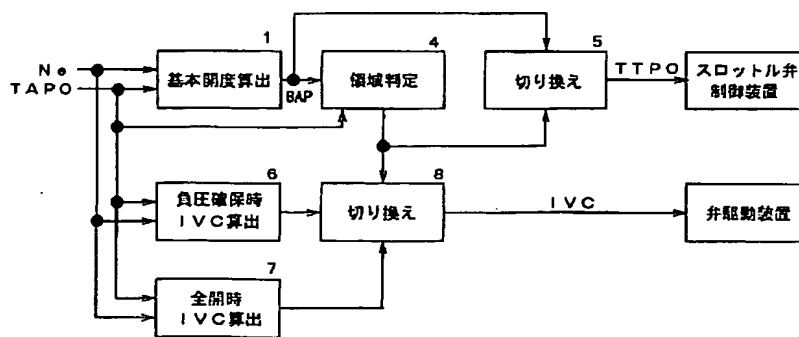 1
4
5
Ne
TAPO
基本開度算出
BAP
領域判定
切り換え
TTPO
スロットル弁
制御装置
6
8
負圧確保時
IVC算出
切り換え
IVC
弁駆動装置
7
全開時
IVC算出